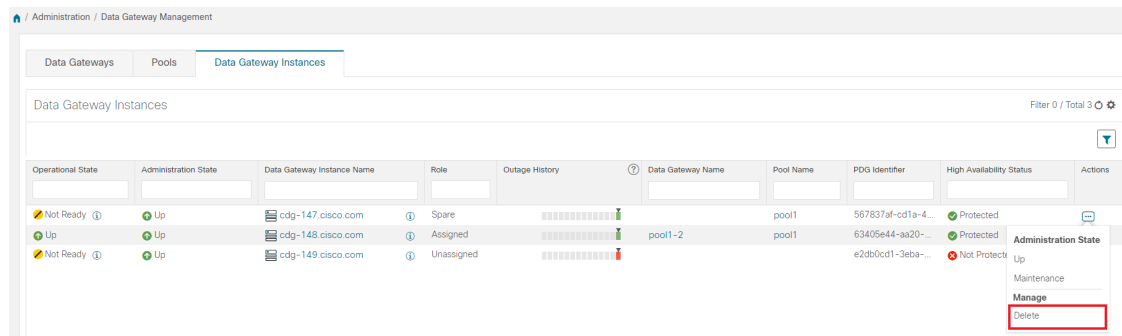 / Administration / Data Gateway Management
Data Gateways Pools Data Gateway Instances
Data Gateway Instances Filter 0 / Total 3
Operational State Administration State Data Gateway Instance Name Role Outage History ? Data Gateway Name Pool Name PDG Identifier High Availability Status Actions
Not Ready Up cdg-147.cisco.com Spare pool1 567837af-cd1a-4... Protected
Up Up cdg-148.cisco.com Assigned pool1-2 pool1 63405e44-aa20-... Protected
Not Ready Up cdg-149.cisco.com Unassigned e2db0cd1-3eba-... Not Protecte
Administration State
Up
Maintenance
Manage
Delete